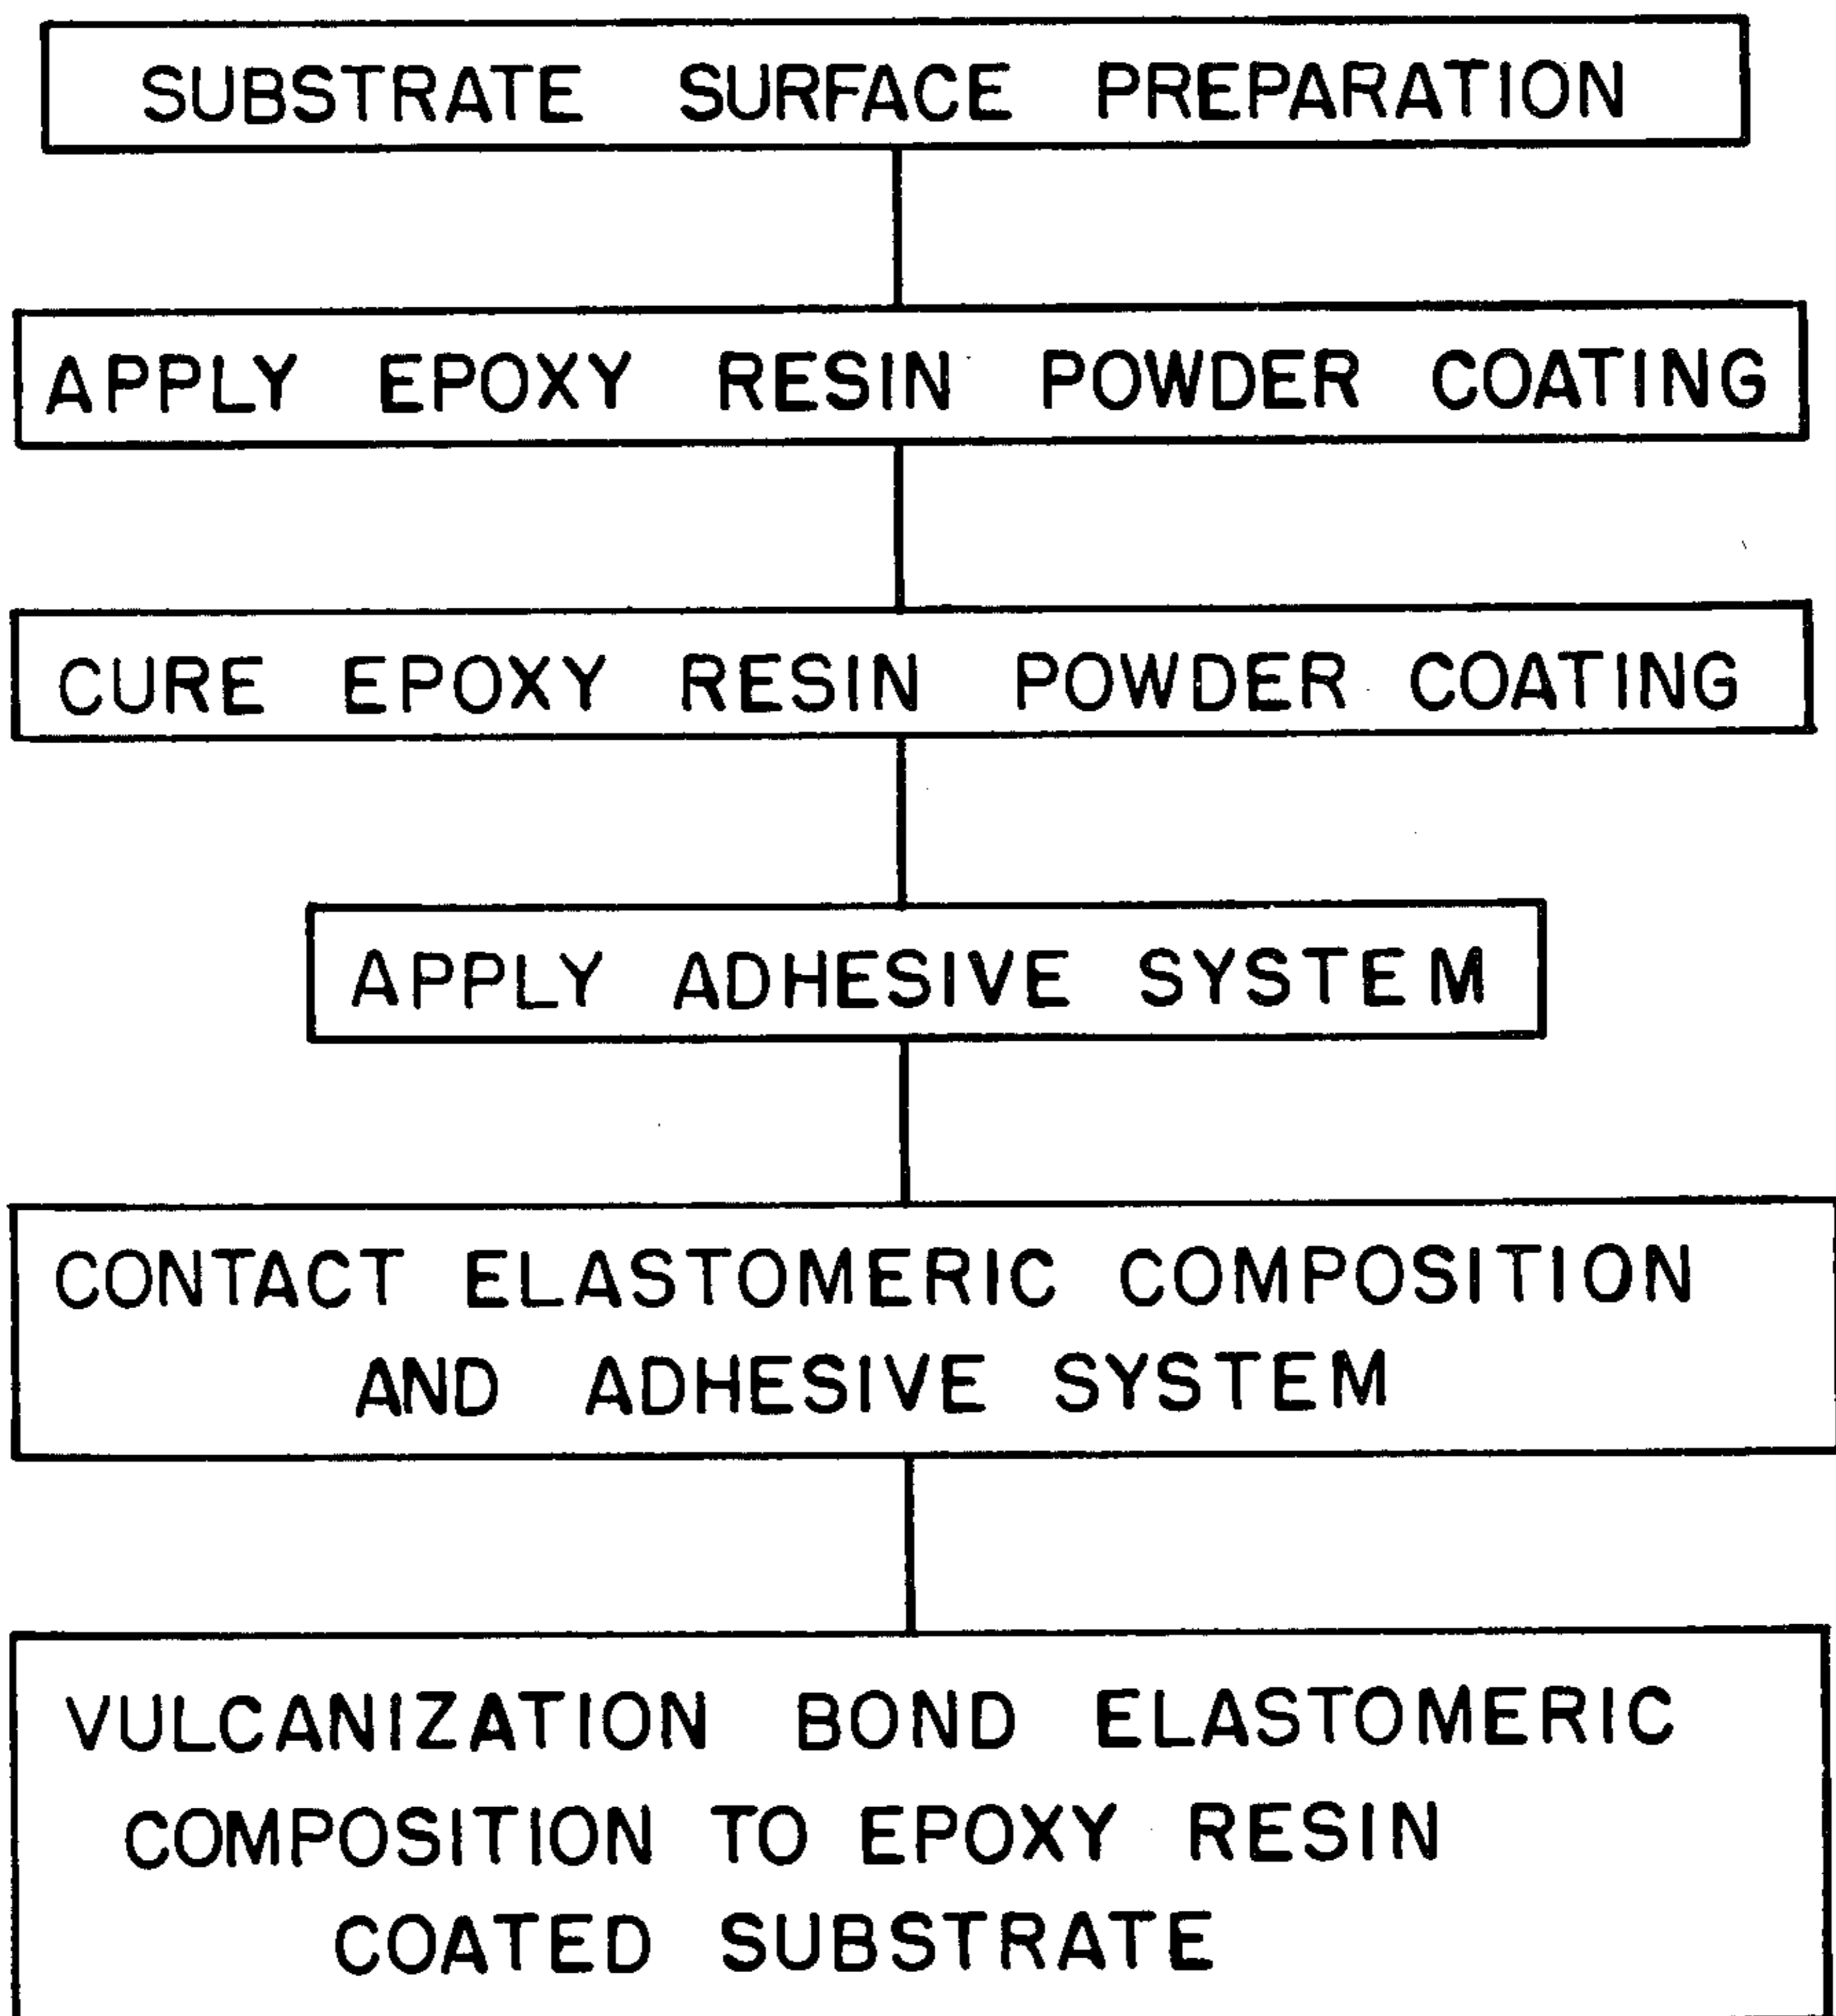 SUBSTRATE SURFACE PREPARATION
APPLY EPOXY RESIN POWDER COATING
CURE EPOXY RESIN POWDER COATING
APPLY ADHESIVE SYSTEM
CONTACT ELASTOMERIC COMPOSITION
AND ADHESIVE SYSTEM
VULCANIZATION BOND ELASTOMERIC
COMPOSITION TO EPOXY RESIN
COATED SUBSTRATE